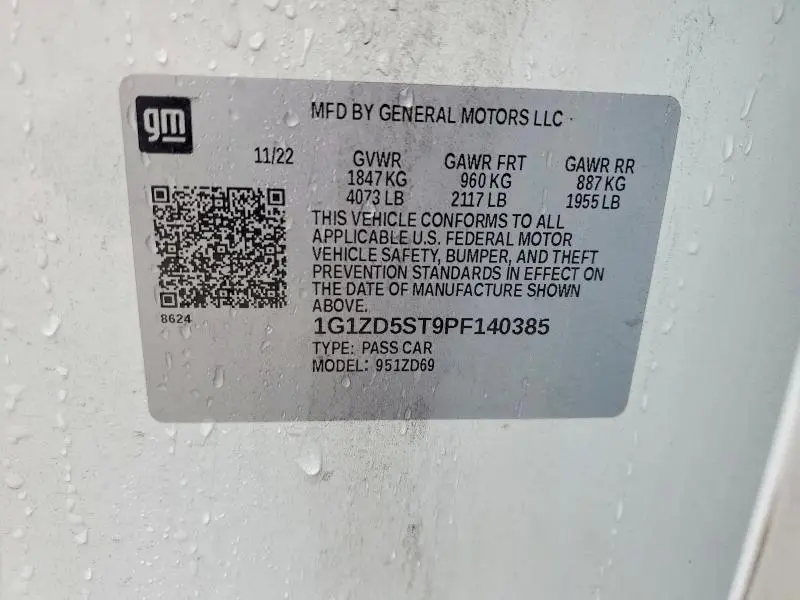 gm
MFD BY GENERAL MOTORS LLC
11/22 GVWR GAWR FRT GAWR RR
1847 KG 960 KG 887 KG
4073 LB 2117 LB 1955 LB
THIS VEHICLE CONFORMS TO ALL
APPLICABLE U.S. FEDERAL MOTOR
VEHICLE SAFETY, BUMPER, AND THEFT
PREVENTION STANDARDS IN EFFECT ON
THE DATE OF MANUFACTURE SHOWN
ABOVE.
8624
1G1ZD5ST9PF140385
TYPE: PASS CAR
MODEL: 951ZD69